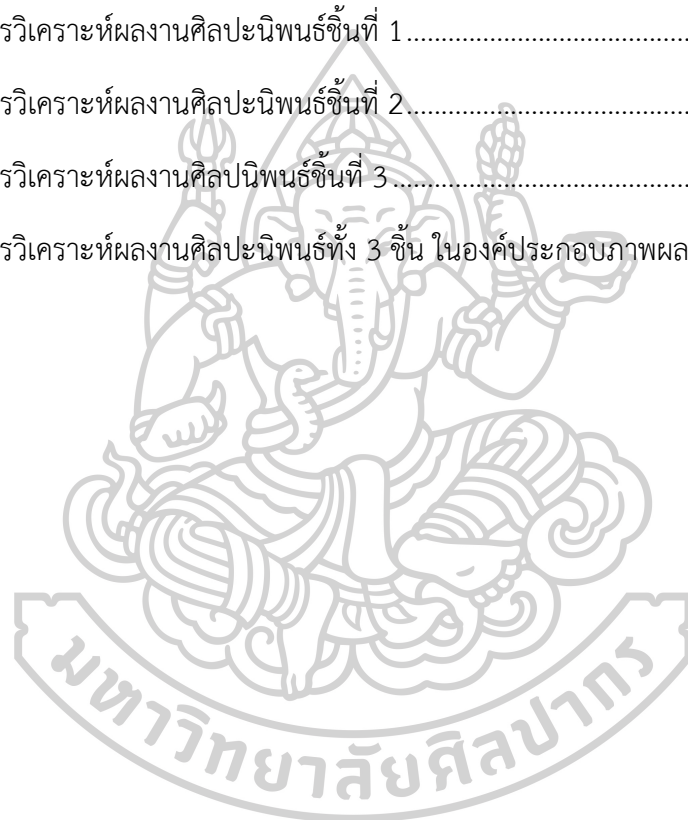 รวิเคราะห์ผลงานศิลปะนิพนธ์ชิ้นที่ 1.........................................
รวิเคราะห์ผลงานศิลปะนิพนธ์ชิ้นที่ 2.........................................
รวิเคราะห์ผลงานศิลปนิพนธ์ชิ้นที่ 3...........................................
รวิเคราะห์ผลงานศิลปะนิพนธ์ทั้ง 3 ชิ้น ในองค์ประกอบภาพผล
มหาวิทยาลัยศิลปากร